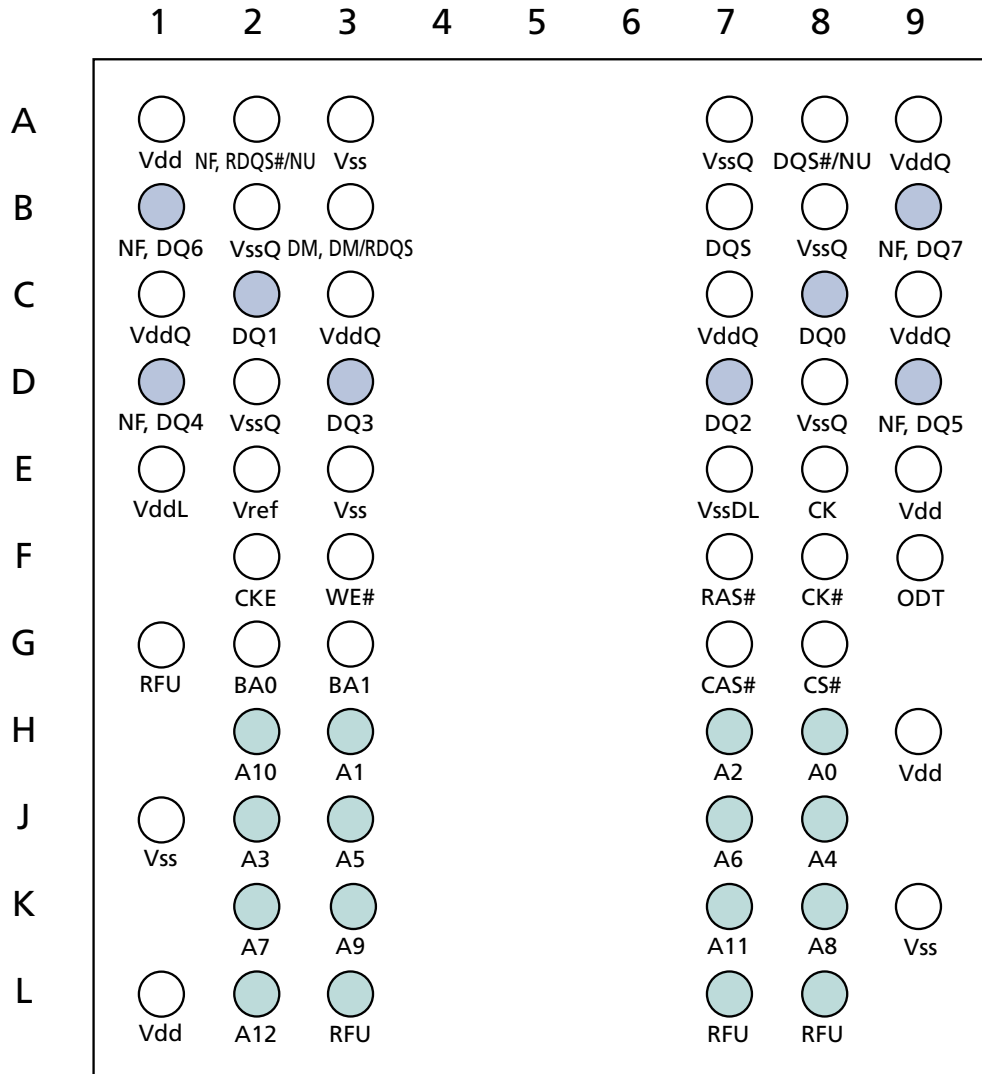 1 2 3 4 5 6 7 8 9
A
Vdd NF, RDQS#/NU Vss VssQ DQS#/NU VddQ
B
NF, DQ6 VssQ DM, DM/RDQS DQS VssQ NF, DQ7
C
VddQ DQ1 VddQ VddQ DQ0 VddQ
D
NF, DQ4 VssQ DQ3 DQ2 VssQ NF, DQ5
E
VddL Vref Vss VssDL CK Vdd
F
CKE WE# RAS# CK# ODT
G
RFU BA0 BA1 CAS# CS#
H
A10 A1 A2 A0 Vdd
J
Vss A3 A5 A6 A4
K
A7 A9 A11 A8 Vss
L
Vdd A12 RFU RFU RFU